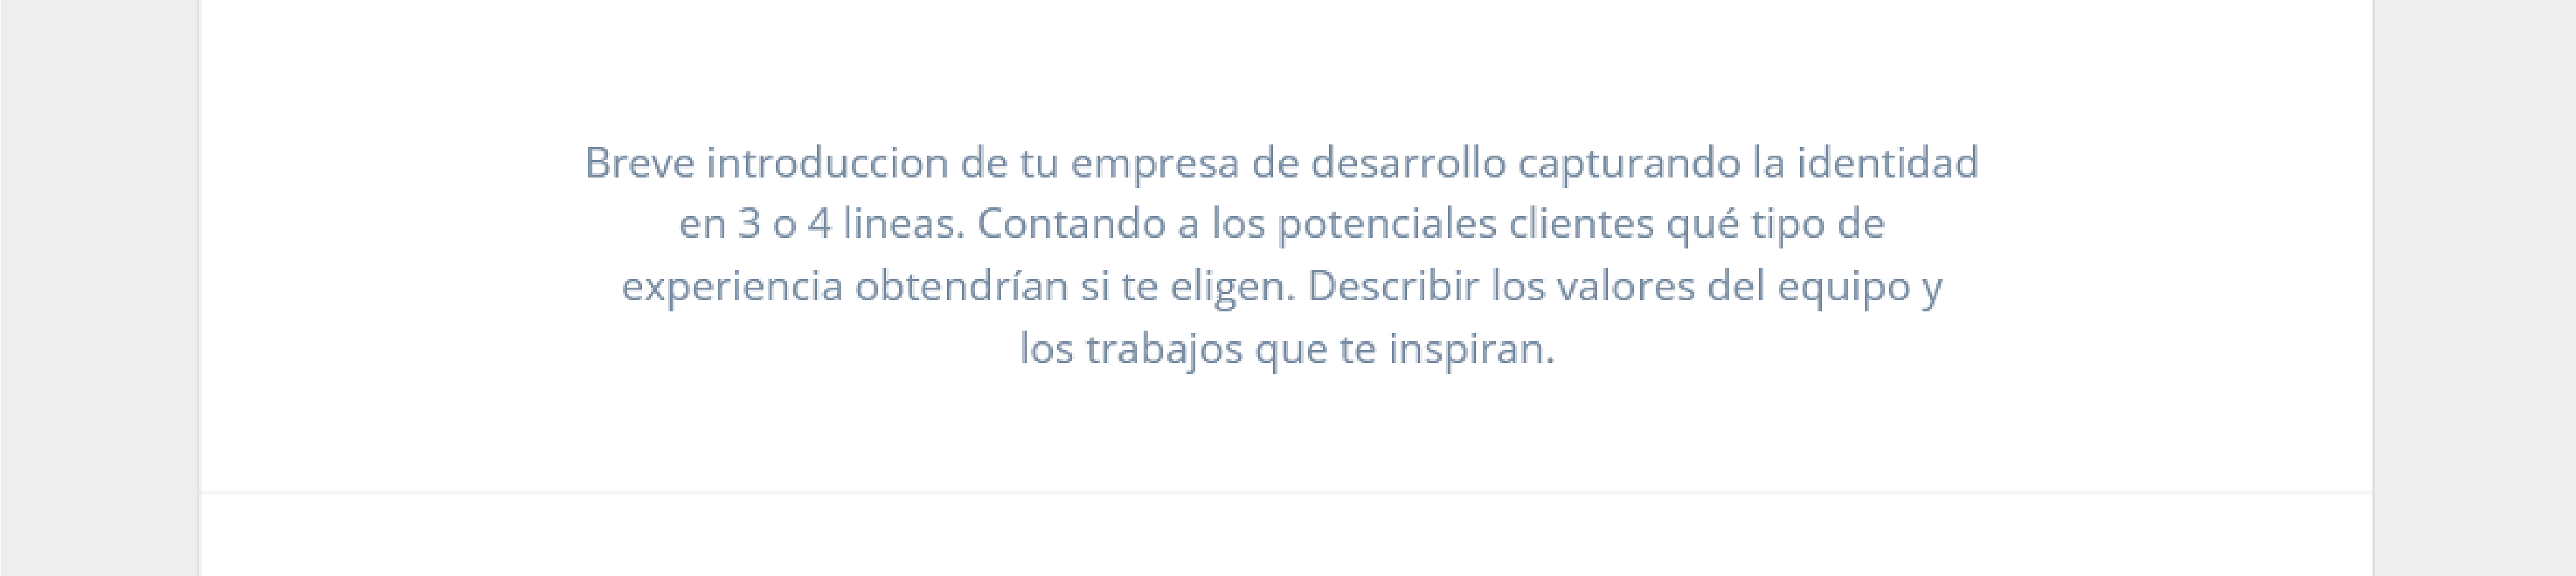 Breve introduccion de tu empresa de desarrollo capturando la identidad
en 3 o 4 lineas. Contando a los potenciales clientes qué tipo de
experiencia obtendrían si te eligen. Describir los valores del equipo y
los trabajos que te inspiran.